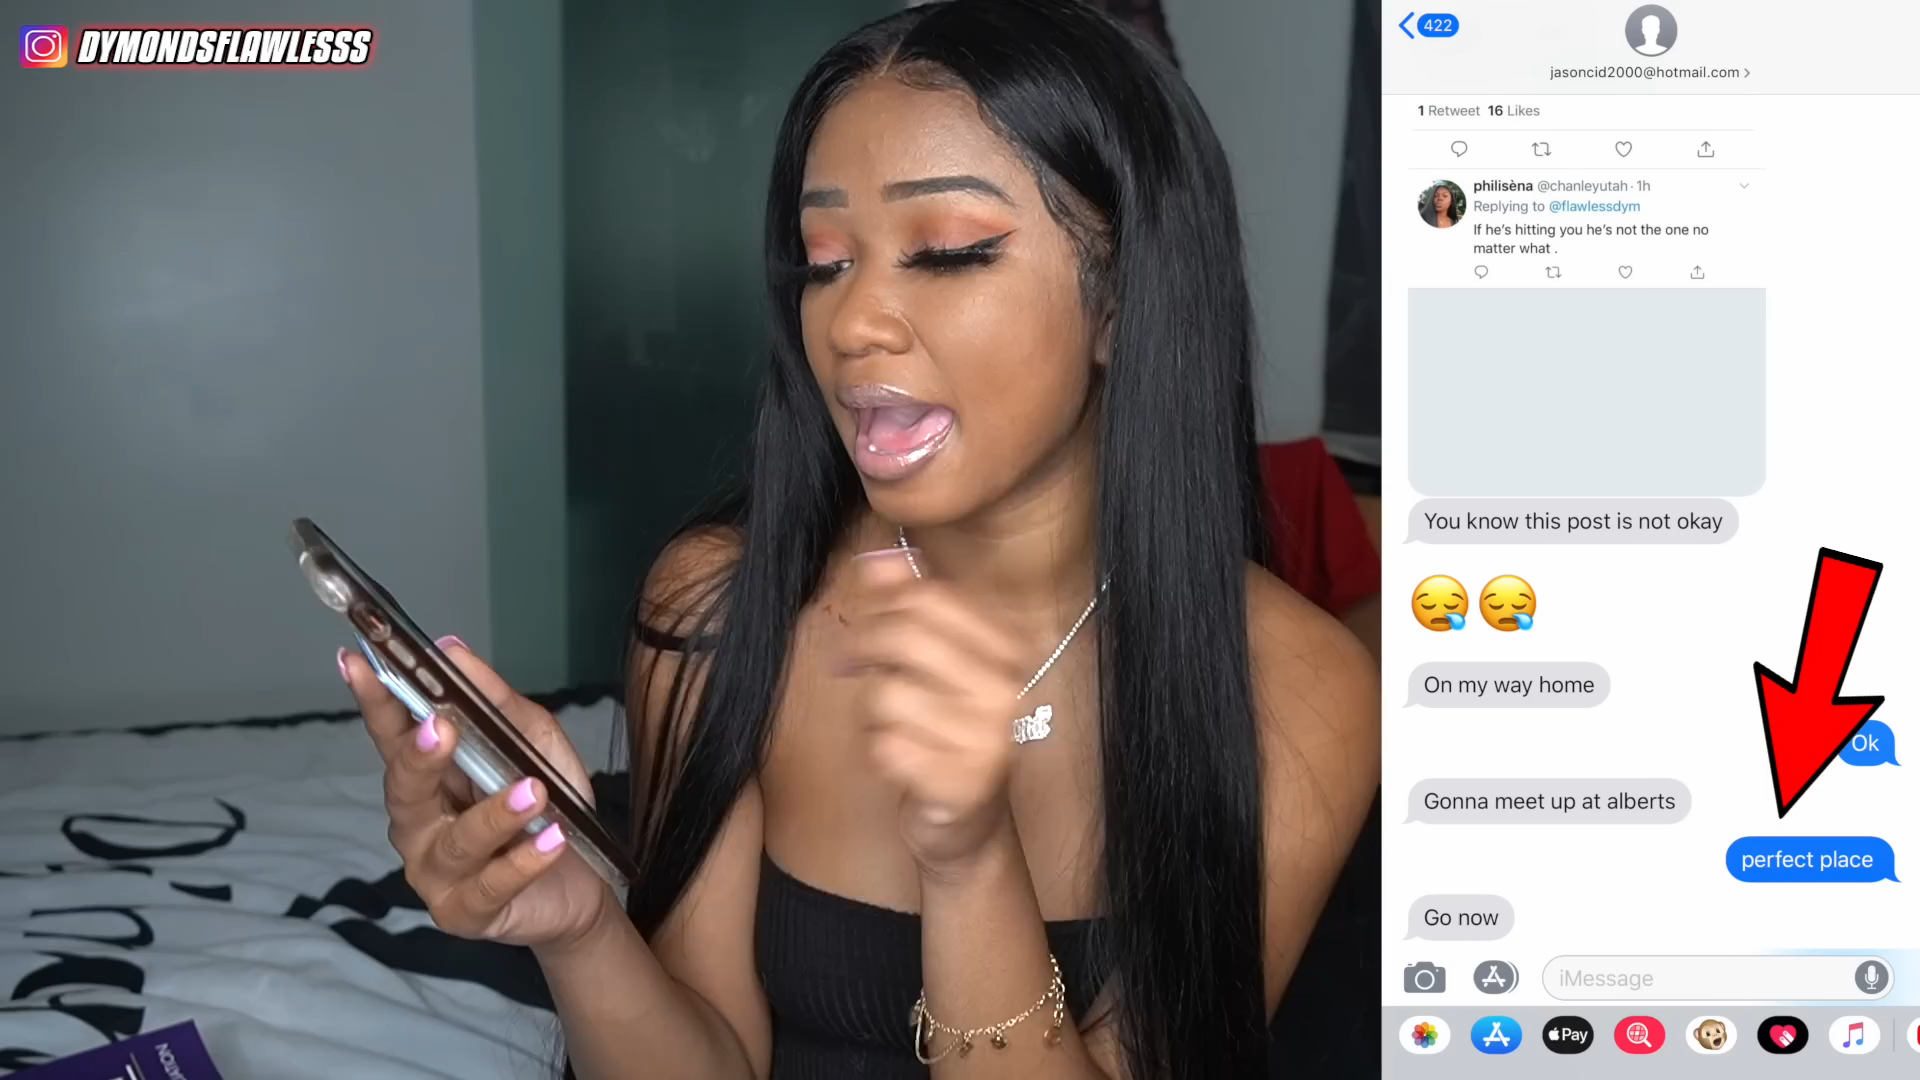 DYMONDSFLAWLESSS
422
jasoncid2000@hotmail.com >
1 Retweet 16 Likes
philisèna @chanleyutah · 1h
Replying to @flawlessdym
If he's hitting you he's not the one no
matter what .
You know this post is not okay
On my way home
Ok
Gonna meet up at alberts
perfect place
Go now
iMessage
Pay